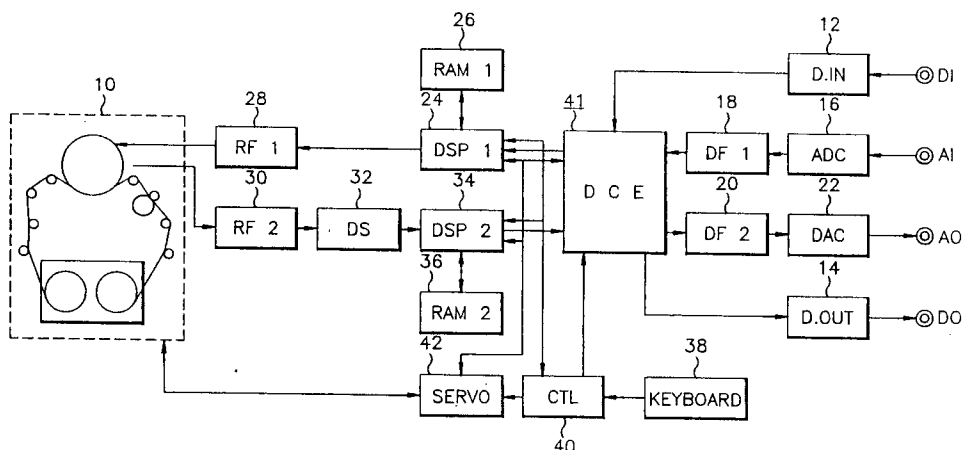 26
12
RAM 1
D.IN
DI
10
28
24
41
18
16
RF 1
DSP 1
DF 1
ADC
AI
30
32
34
D C E
20
22
RF 2
DS
DSP 2
DF 2
DAC
AO
36
14
RAM 2
D.OUT
DO
42
38
SERVO
CTL
KEYBOARD
40